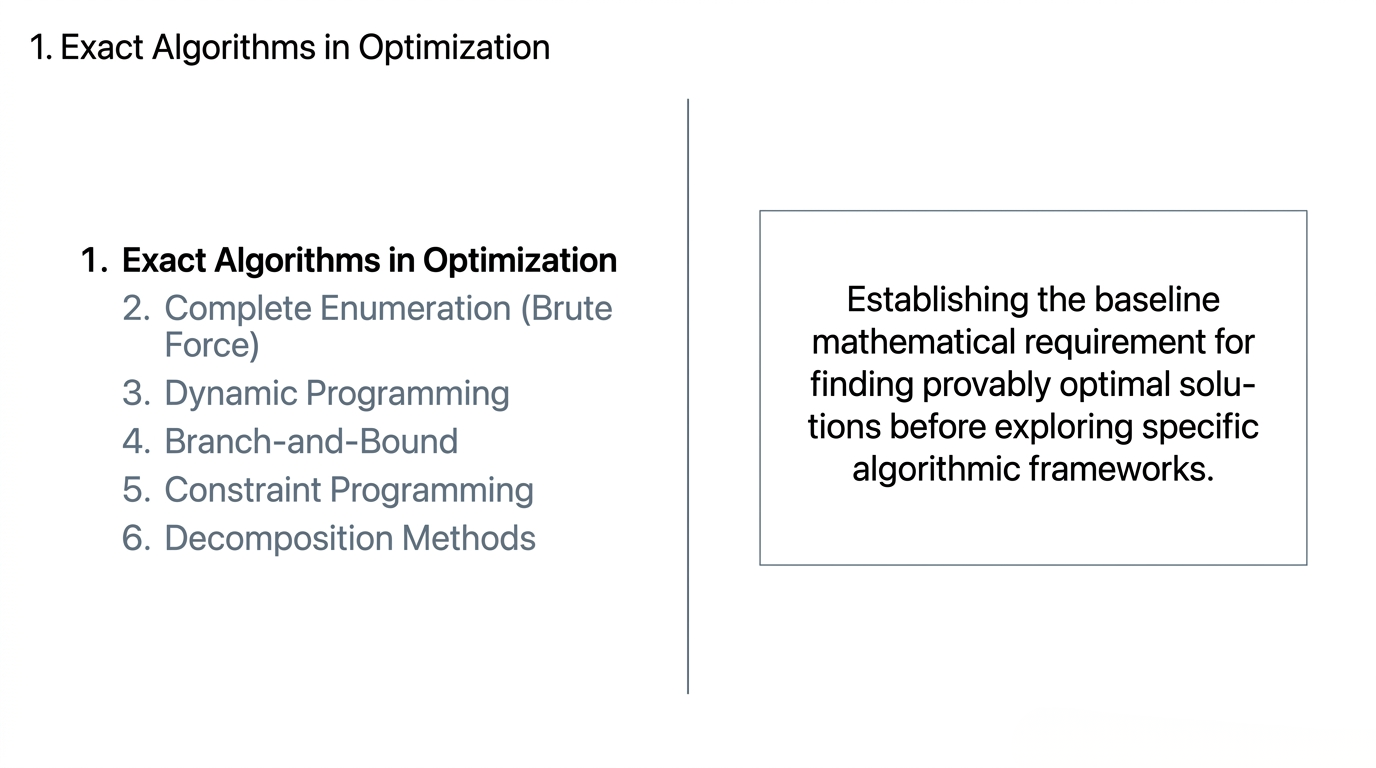 1. Exact Algorithms in Optimization
1. Exact Algorithms in Optimization
2. Complete Enumeration (Brute
Force)
3. Dynamic Programming
4. Branch-and-Bound
5. Constraint Programming
6. Decomposition Methods
Establishing the baseline
mathematical requirement for
finding provably optimal solu-
tions before exploring specific
algorithmic frameworks.